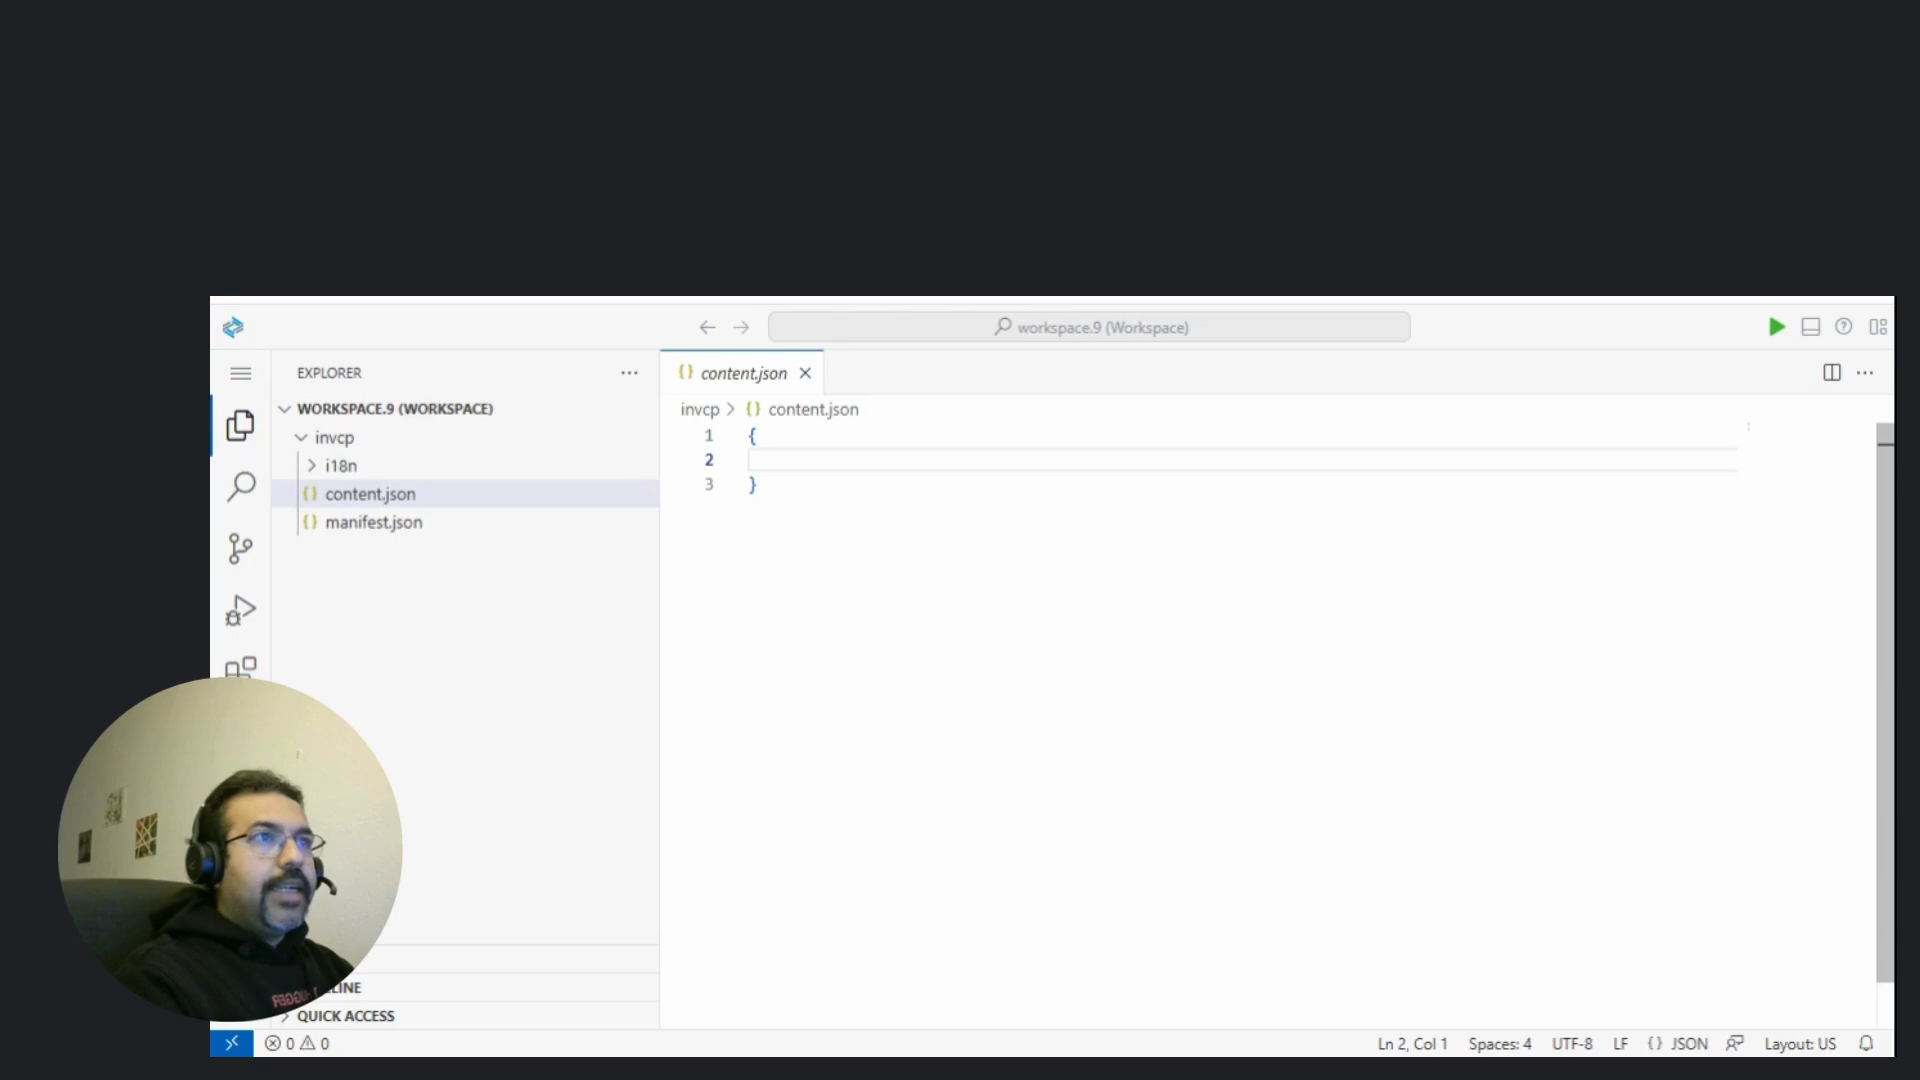 workspace.9 (Workspace)
EXPLORER
WORKSPACE.9 (WORKSPACE)
invcp
i18n
{} content.json
{} manifest.json
QUICK ACCESS
{} content.json
invcp > {} content.json
1 {
2
3 }
0 0
Ln 2, Col 1 Spaces: 4 UTF-8 LF {} JSON Layout: US